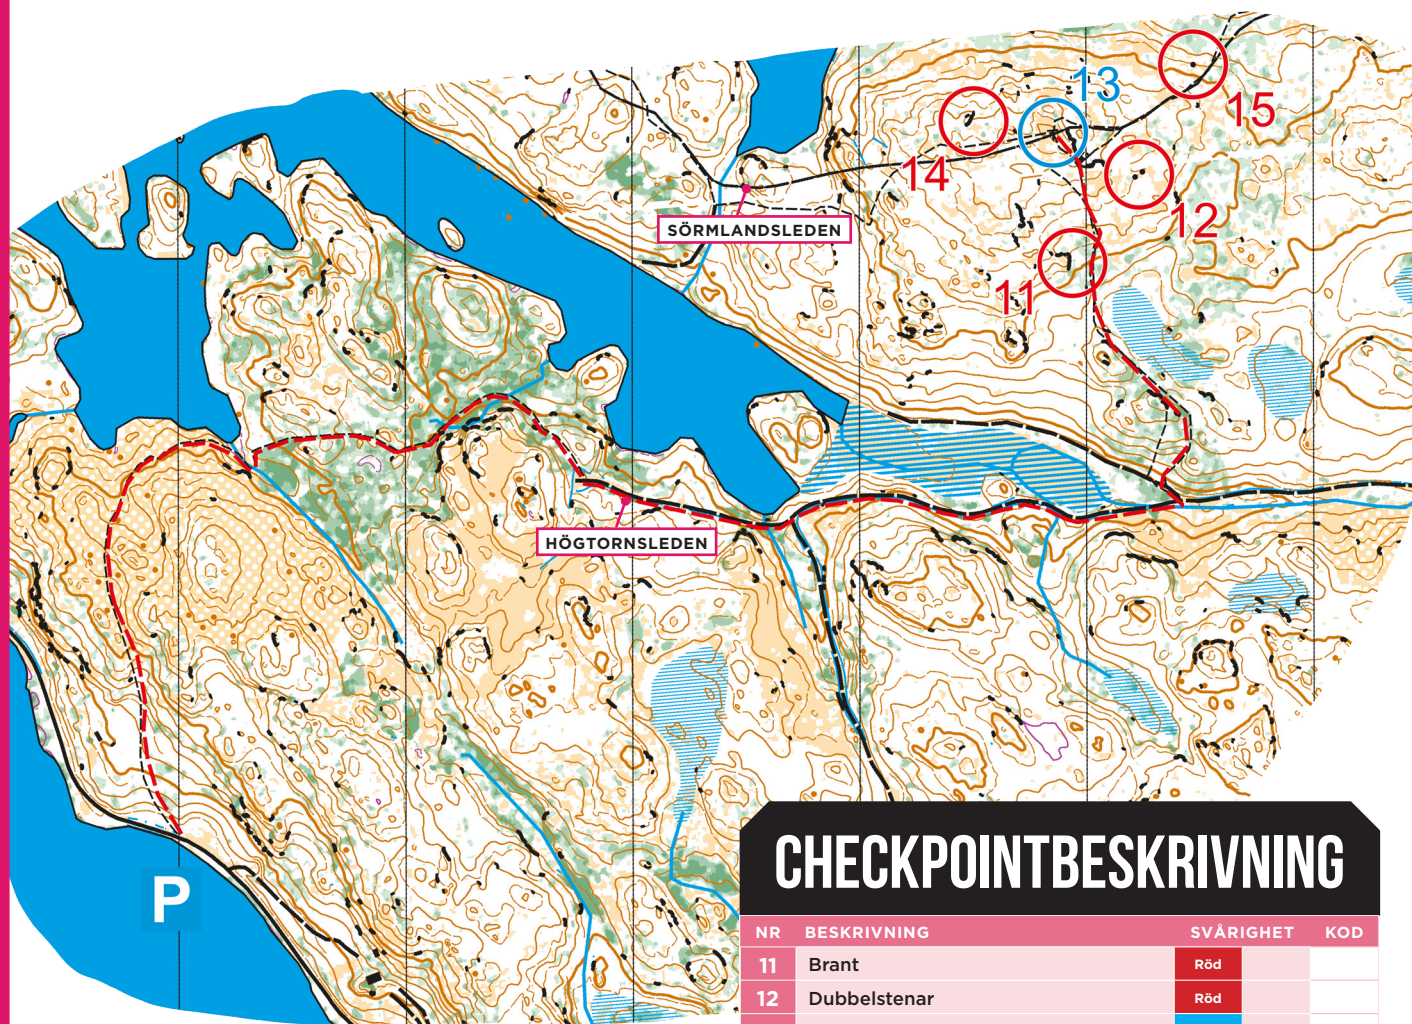 13
15
14
12
SÖRMLANDSLEDEN
11
HÖGTORNSLEDEN
P
CHECKPOINTBESKRIVNING
NR BESKRIVNING SVÅRIGHET KOD
11 Brant Röd
12 Dubbelstenar Röd